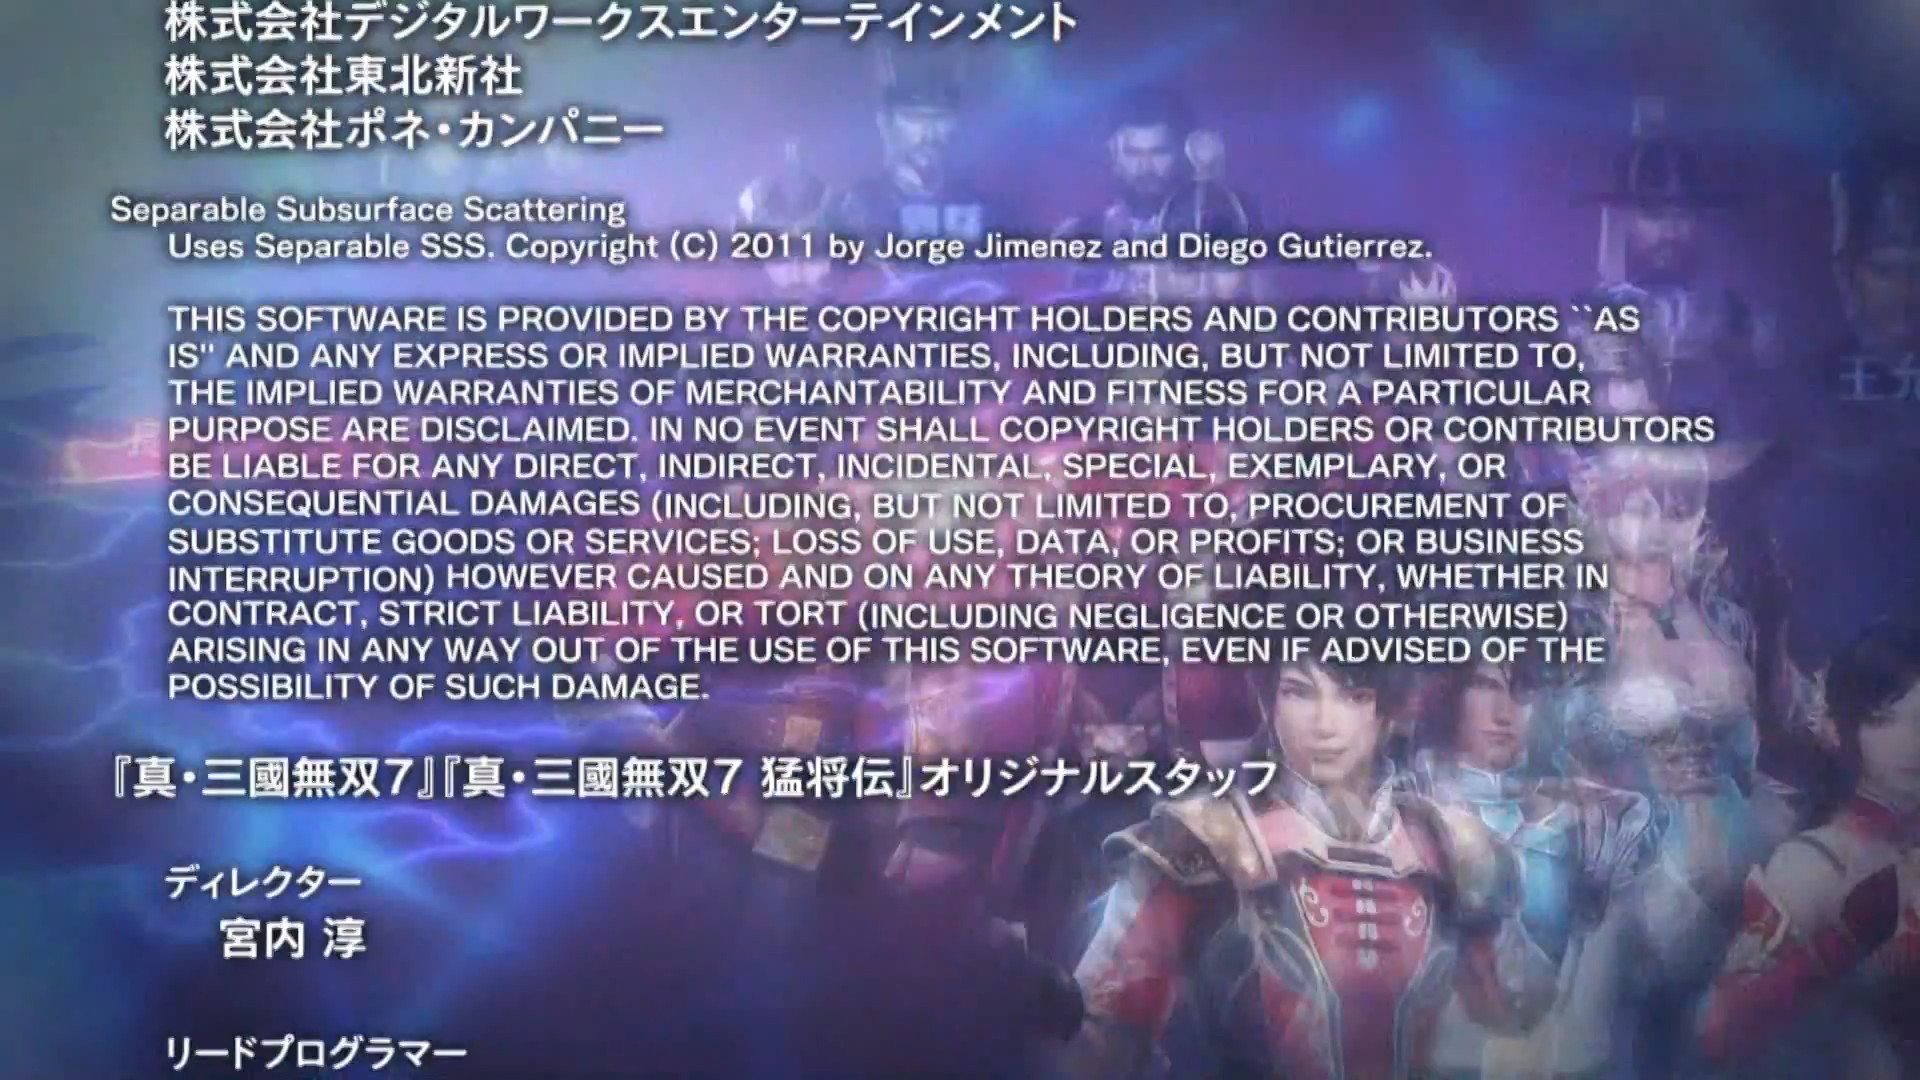 株式会社デジタルワークスエンターテインメント
株式会社東北新社
株式会社ポネ・カンパニー
Separable Subsurface Scattering
Uses Separable SSS. Copyright (C) 2011 by Jorge Jimenez and Diego Gutierrez.
THIS SOFTWARE IS PROVIDED BY THE COPYRIGHT HOLDERS AND CONTRIBUTORS ``AS
IS'' AND ANY EXPRESS OR IMPLIED WARRANTIES, INCLUDING, BUT NOT LIMITED TO,
THE IMPLIED WARRANTIES OF MERCHANTABILITY AND FITNESS FOR A PARTICULAR
PURPOSE ARE DISCLAIMED. IN NO EVENT SHALL COPYRIGHT HOLDERS OR CONTRIBUTORS
BE LIABLE FOR ANY DIRECT, INDIRECT, INCIDENTAL, SPECIAL, EXEMPLARY, OR
CONSEQUENTIAL DAMAGES (INCLUDING, BUT NOT LIMITED TO, PROCUREMENT OF
SUBSTITUTE GOODS OR SERVICES; LOSS OF USE, DATA, OR PROFITS; OR BUSINESS
INTERRUPTION) HOWEVER CAUSED AND ON ANY THEORY OF LIABILITY, WHETHER IN
CONTRACT, STRICT LIABILITY, OR TORT (INCLUDING NEGLIGENCE OR OTHERWISE)
ARISING IN ANY WAY OUT OF THE USE OF THIS SOFTWARE, EVEN IF ADVISED OF THE
POSSIBILITY OF SUCH DAMAGE.
『真・三國無双7』『真・三國無双7 猛将伝』オリジナルスタッフ
ディレクター
宮内 淳
リードプログラマー